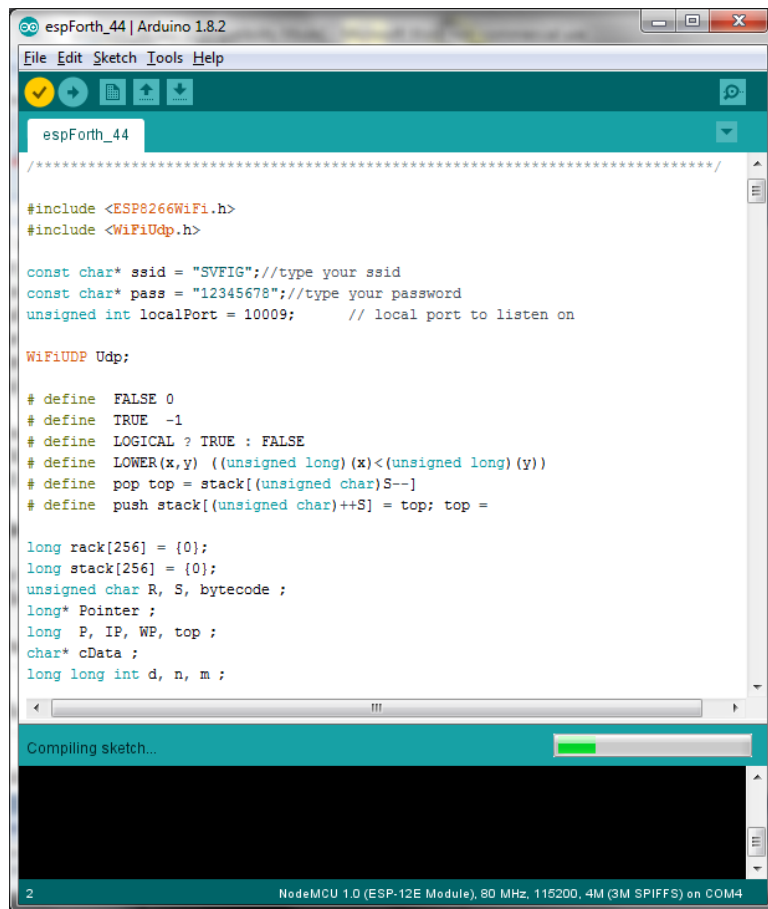 espForth_44 | Arduino 1.8.2
File Edit Sketch Tools Help
espForth_44
/******************************************************************************/
#include <ESP8266WiFi.h>
#include <WiFiUdp.h>
const char* ssid = "SVFIG";//type your ssid
const char* pass = "12345678";//type your password
unsigned int localPort = 10009;      // local port to listen on
WiFiUDP Udp;
# define  FALSE 0
# define  TRUE  -1
# define  LOGICAL ? TRUE : FALSE
# define  LOWER(x,y) ((unsigned long)(x)<(unsigned long)(y))
# define  pop top = stack[(unsigned char)S--]
# define  push stack[(unsigned char)++S] = top; top =
long rack[256] = {0};
long stack[256] = {0};
unsigned char R, S, bytecode ;
long* Pointer ;
long  P, IP, WP, top ;
char* cData ;
long long int d, n, m ;
Compiling sketch...
2 NodeMCU 1.0 (ESP-12E Module), 80 MHz, 115200, 4M (3M SPIFFS) on COM4